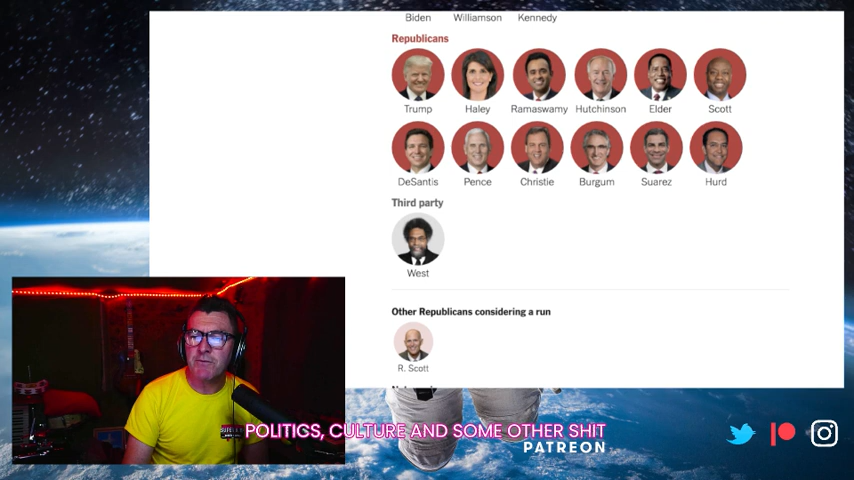 Biden Williamson Kennedy
Republicans
Trump Haley Ramaswamy Hutchinson Elder Scott
DeSantis Pence Christie Burgum Suarez Hurd
Third party
West
Other Republicans considering a run
R. Scott
POLITICS, CULTURE AND SOME OTHER SHIT
PATREON